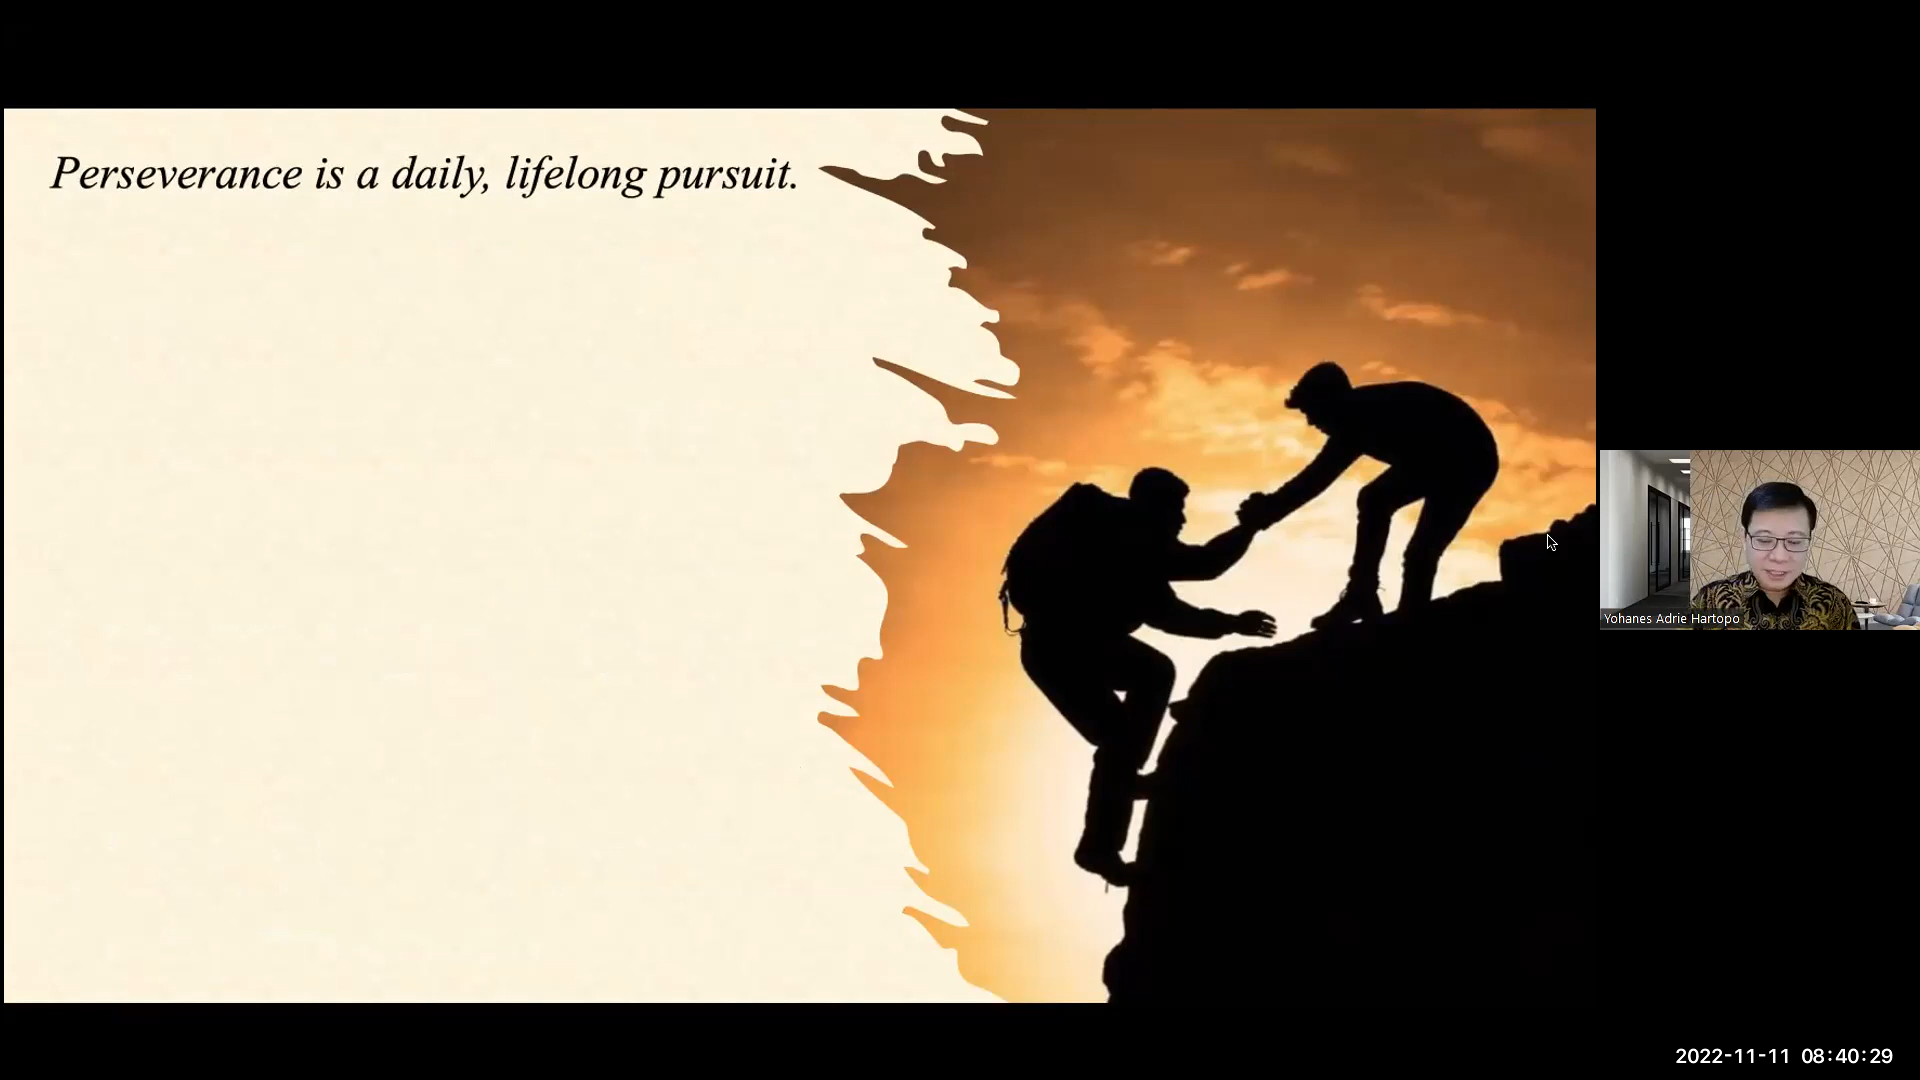 Perseverance is a daily, lifelong pursuit.
Yohanes Adrie Hartopo
2022-11-11 08:40:29